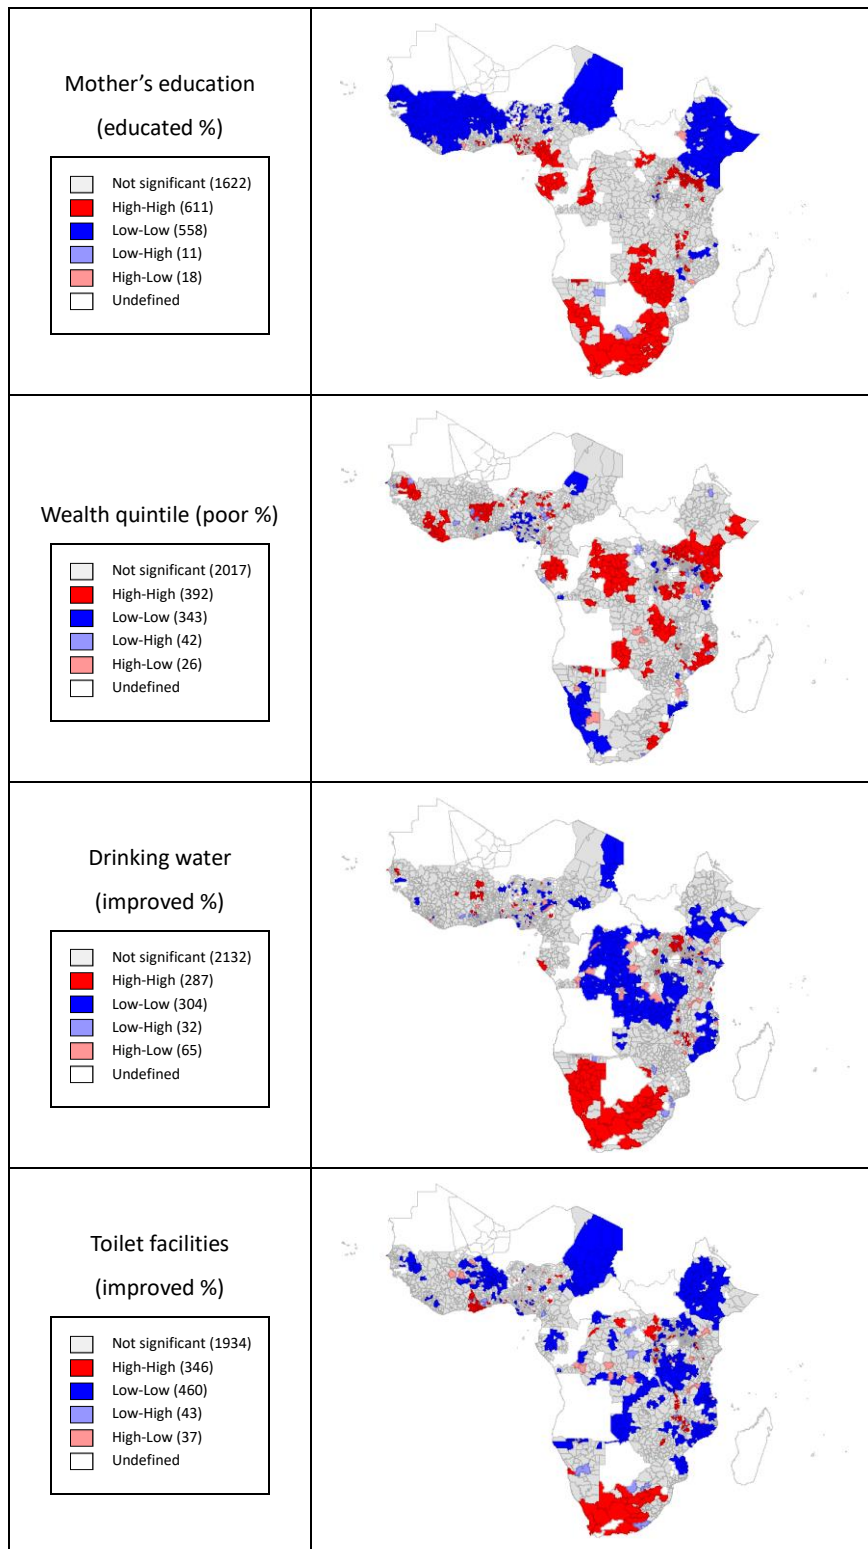 Mother’s education
(educated %)
Not significant (1622)
High-High (611)
Low-Low (558)
Low-High (11)
High-Low (18)
Undefined
Wealth quintile (poor %)
Not significant (2017)
High-High (392)
Low-Low (343)
Low-High (42)
High-Low (26)
Undefined
Drinking water
(improved %)
Not significant (2132)
High-High (287)
Low-Low (304)
Low-High (32)
High-Low (65)
Undefined
Toilet facilities
(improved %)
Not significant (1934)
High-High (346)
Low-Low (460)
Low-High (43)
High-Low (37)
Undefined